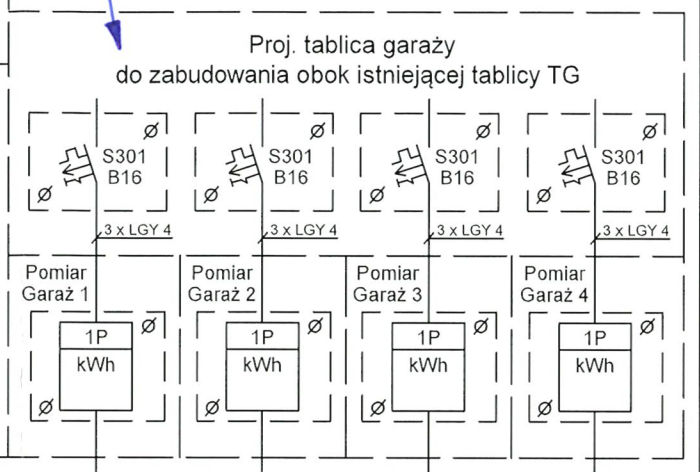 Proj. tablica garaży
do zabudowania obok istniejącej tablicy TG
S301
B16
S301
B16
S301
B16
S301
B16
3 x LGY 4
3 x LGY 4
3 x LGY 4
3 x LGY 4
Pomiar
Garaż 1
Pomiar
Garaż 2
Pomiar
Garaż 3
Pomiar
Garaż 4
1P
kWh
1P
kWh
1P
kWh
1P
kWh